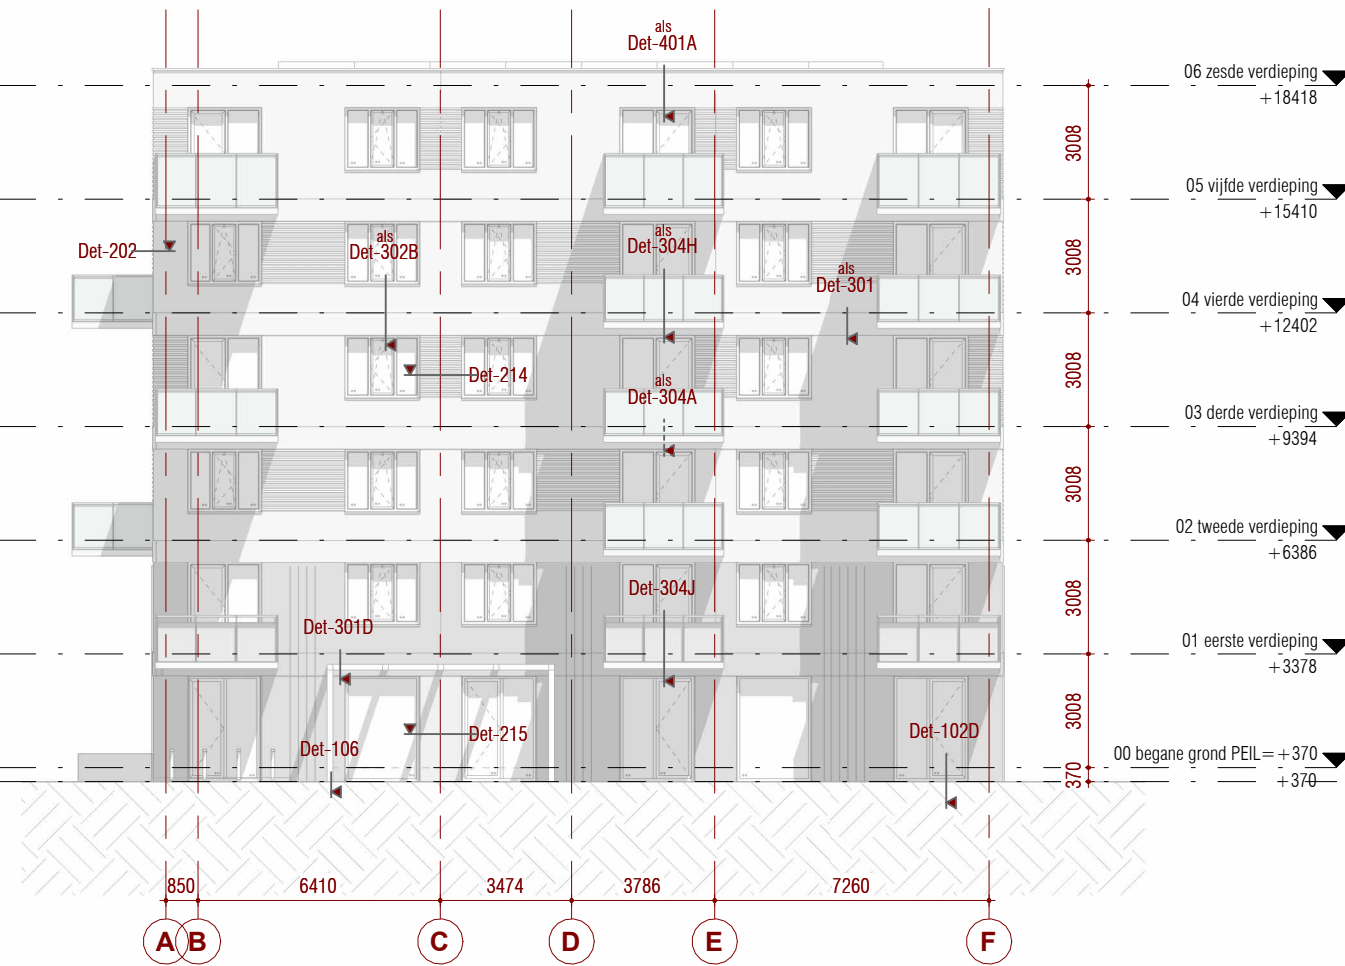 als
Det-401A
06 zesde verdieping
+18418
3008
05 vijfde verdieping
+15410
Det-202
als
Det-302B
als
Det-304H
als
Det-301
3008
04 vierde verdieping
+12402
Det-214
als
Det-304A
3008
03 derde verdieping
+9394
3008
02 tweede verdieping
+6386
Det-304J
3008
Det-301D
01 eerste verdieping
+3378
3008
Det-106
Det-215
Det-102D
00 begane grond PEIL=+370
370
+370
850
6410
3474
3786
7260
A
B
C
D
E
F